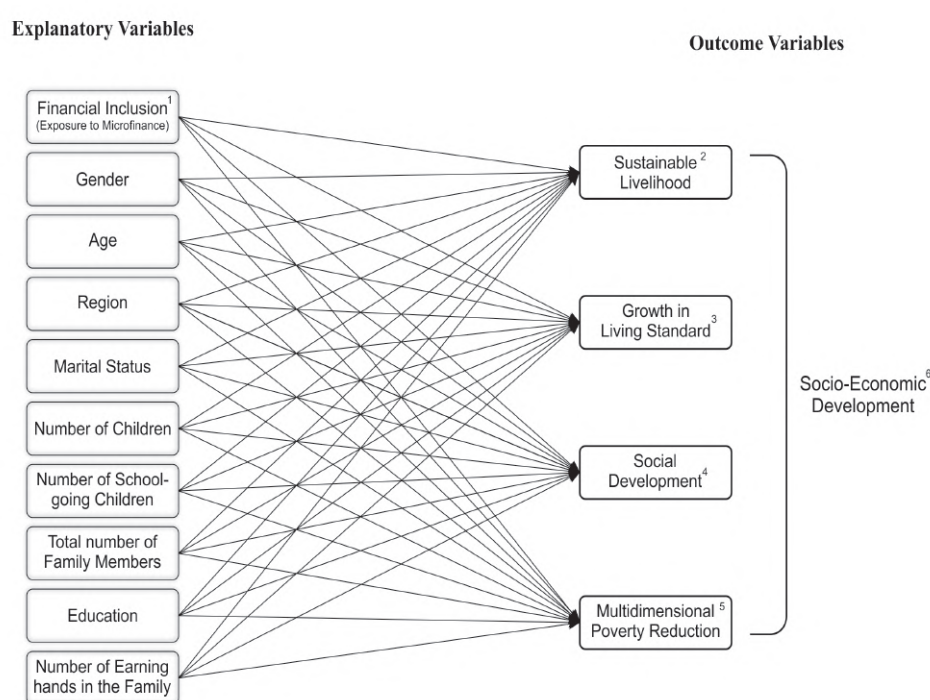 Explanatory Variables
Outcome Variables
Financial Inclusion1
(Exposure to Microfinance)
Gender
Age
Region
Marital Status
Number of Children
Number of School-
going Children
Total number of
Family Members
Education
Number of Earning
hands in the Family
Sustainable 2
Livelihood
Growth in
Living Standard3
Social
Development4
Multidimensional 5
Poverty Reduction
Socio-Economic6
Development